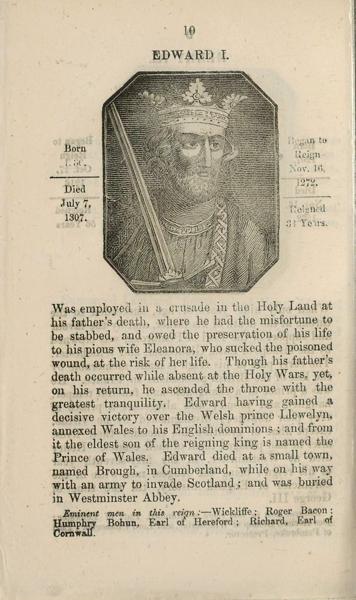 10
EDWARD I.
Born
Died
July 7,
1307.
Began to
Reign
Nov. 16,
1272.
Reigned
34 Years.
Was employed in a crusade in the Holy Land at
his father's death, where he had the misfortune to
be stabbed, and owed the preservation of his life
to his pious wife Eleanora, who sucked the poisoned
wound, at the risk of her life. Though his father's
death occurred while absent at the Holy Wars, yet,
on his return, he ascended the throne with the
greatest tranquility. Edward having gained a
decisive victory over the Welsh prince Llewelyn,
annexed Wales to his English dominions; and from
it the eldest son of the reigning king is named the
Prince of Wales. Edward died at a small town,
named Brough, in Cumberland, while on his way
with an army to invade Scotland; and was buried
in Westminster Abbey.
Eminent men in this reign:—Wickliffe; Roger Bacon;
Humphry Bohun, Earl of Hereford; Richard, Earl of
Cornwall.